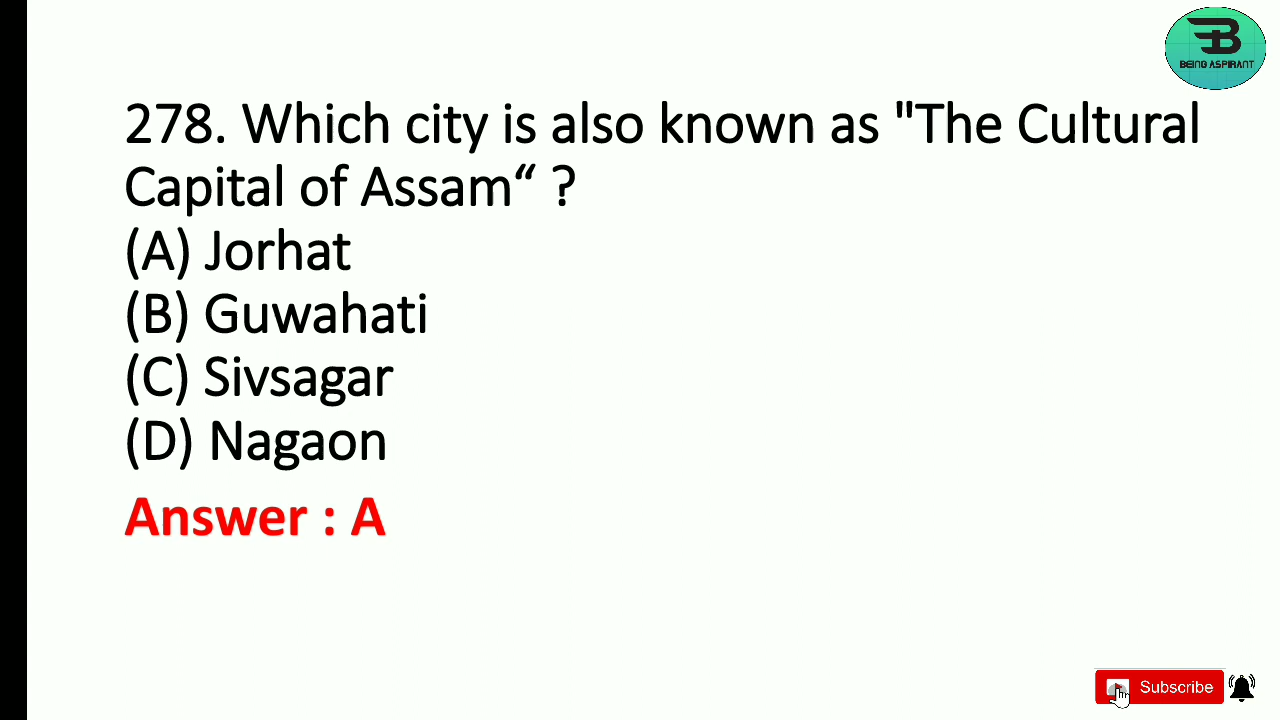 BEING ASPIRANT
278. Which city is also known as "The Cultural
Capital of Assam“ ?
(A) Jorhat
(B) Guwahati
(C) Sivsagar
(D) Nagaon
Answer : A
Subscribe